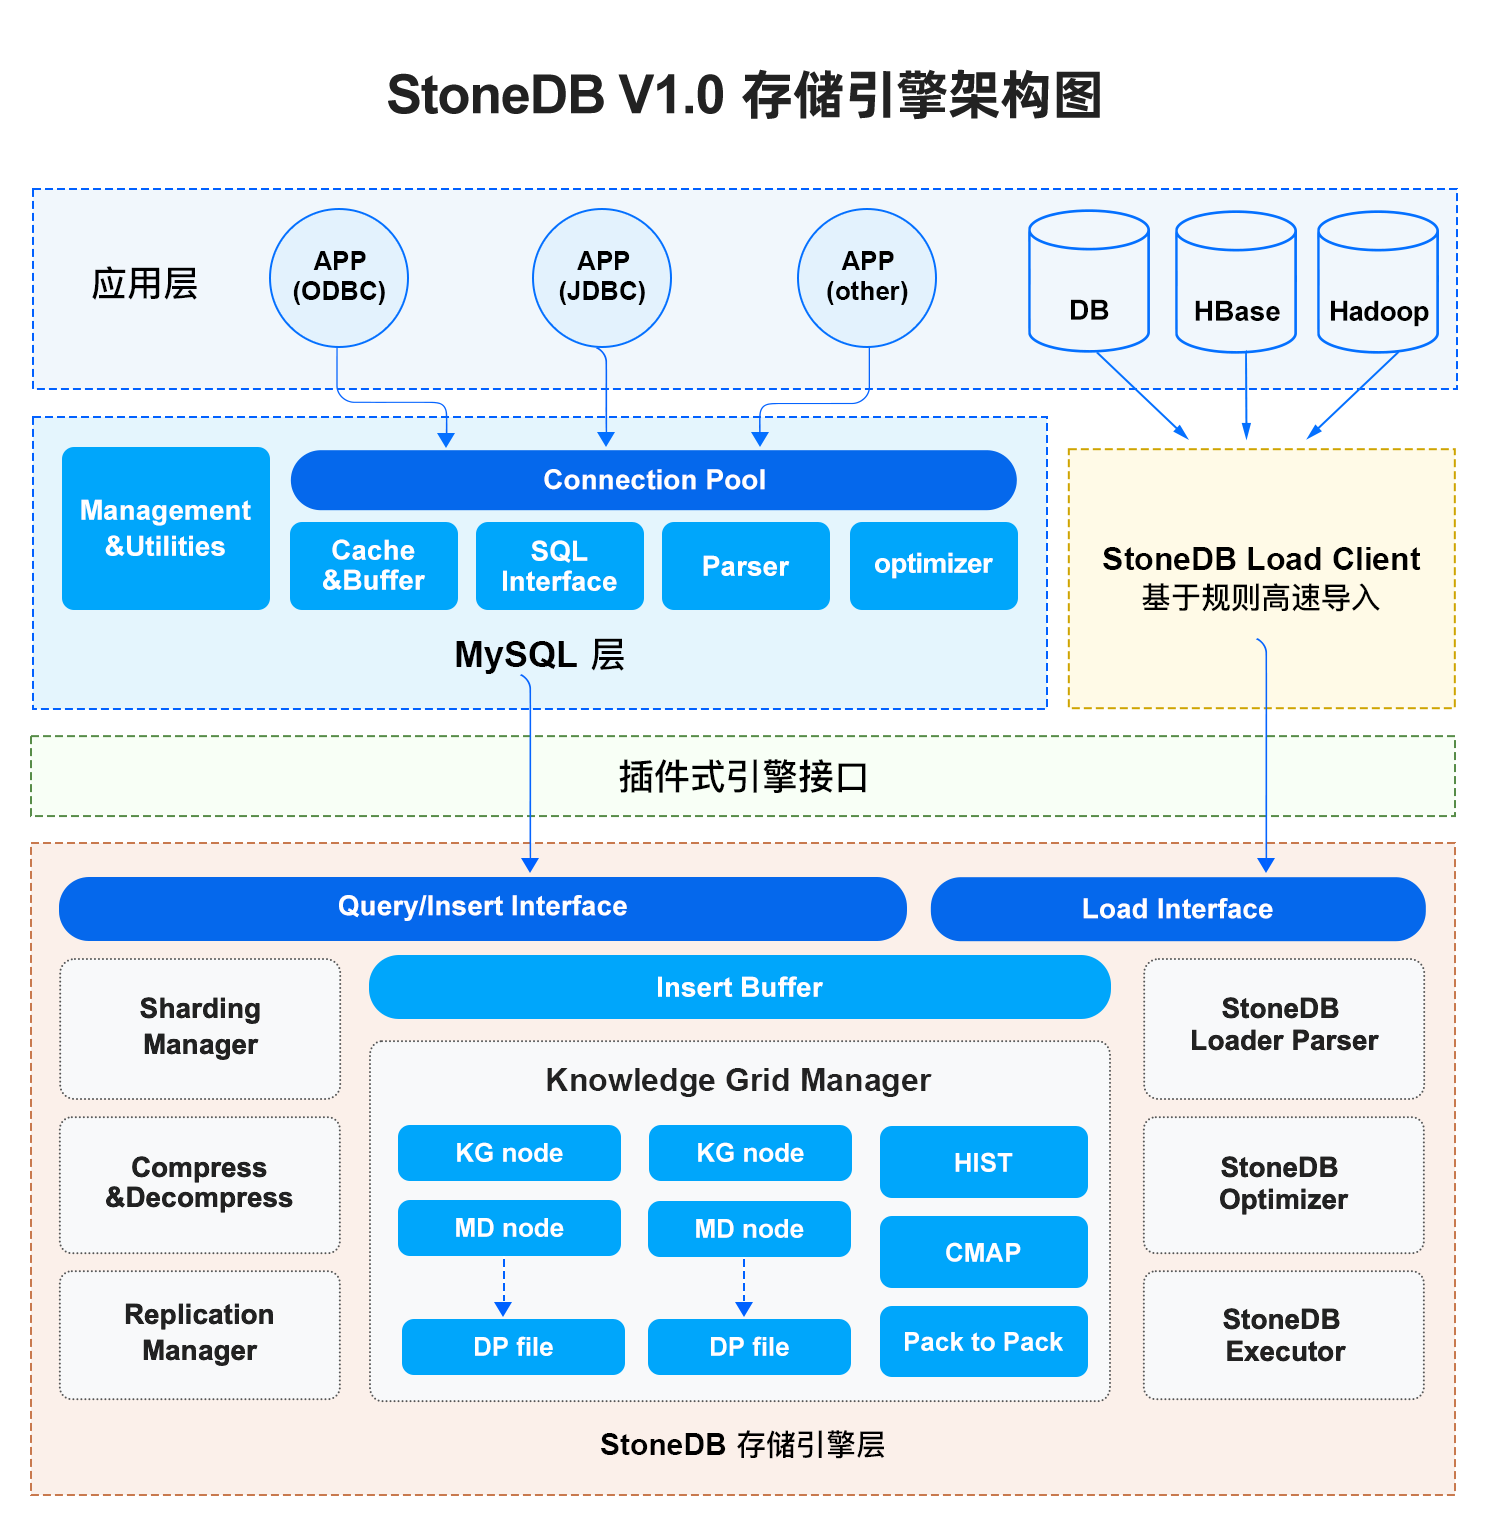 StoneDB V1.0 存储引擎架构图
应用层
APP
(ODBC)
APP
(JDBC)
APP
(other)
DB
HBase
Hadoop
Management
&Utilities
Connection Pool
Cache
&Buffer
SQL
Interface
Parser
optimizer
MySQL 层
StoneDB Load Client
基于规则高速导入
插件式引擎接口
Query/Insert Interface
Load Interface
Sharding
Manager
Compress
&Decompress
Replication
Manager
Insert Buffer
Knowledge Grid Manager
KG node
KG node
MD node
MD node
DP file
DP file
HIST
CMAP
Pack to Pack
StoneDB
Loader Parser
StoneDB
Optimizer
StoneDB
Executor
StoneDB 存储引擎层